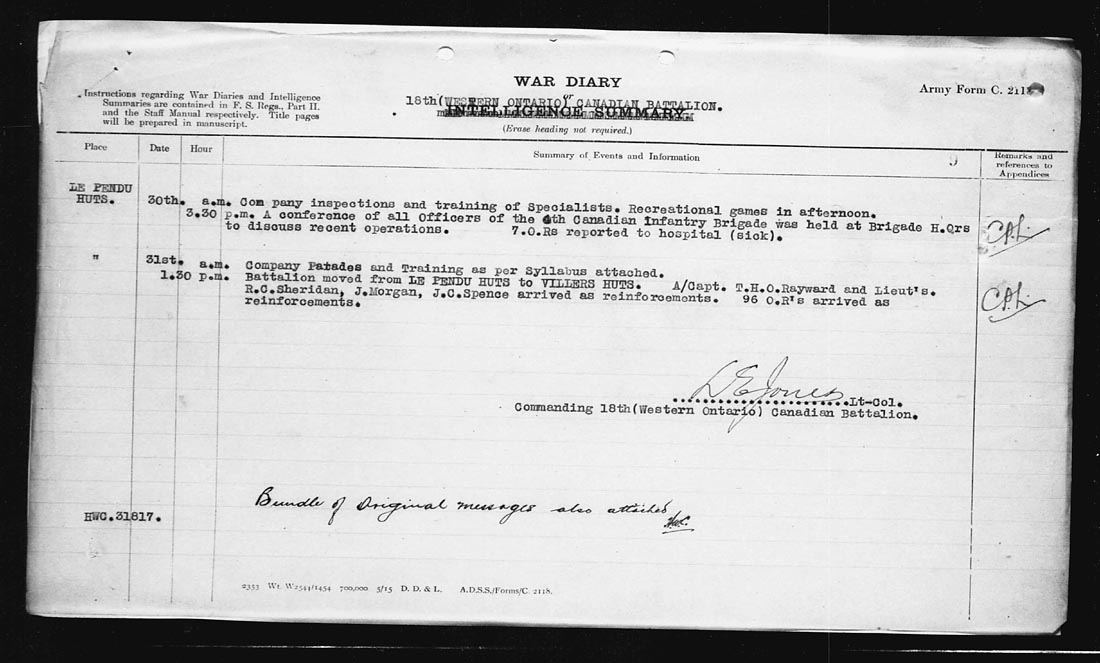 WAR DIARY
or
INTELLIGENCE SUMMARY.
18th(WESTERN ONTARIO) CANADIAN BATTALION.
(Erase heading not required.)
Army Form C. 2118
Instructions regarding War Diaries and Intelligence
Summaries are contained in F. S. Regs., Part II.
and the Staff Manual respectively. Title pages
will be prepared in manuscript.
Place Date Hour Summary of Events and Information 9 Remarks and
references to
Appendices
LE PENDU
HUTS. 30th. a.m. Com pany inspections and training of Specialists. Recreational games in afternoon.
3.30 p.m. A conference of all Officers of the 4th Canadian Infantry Brigade was held at Brigade H.Qrs
to discuss recent operations. 7.O.Rs reported to hospital (sick).
" 31st. a.m. Company Parades and Training as per Syllabus attached.
1.30 p.m. Battalion moved from LE PENDU HUTS to VILLERS HUTS. A/Capt. T.H.O.Rayward and Lieut's.
R.C.Sheridan, J.Morgan, J.C.Spence arrived as reinforcements. 96 O.R's arrived as
reinforcements.
L E Jones
Lt-Col.
Commanding 18th(Western Ontario) Canadian Battalion.
Bundle of Original messages also attached
H.W.C.
HWC.31817.
2353 Wt. W2544/1454 700,000 5/15 D. D. & L. A.D.S.S./Forms/C. 2118.